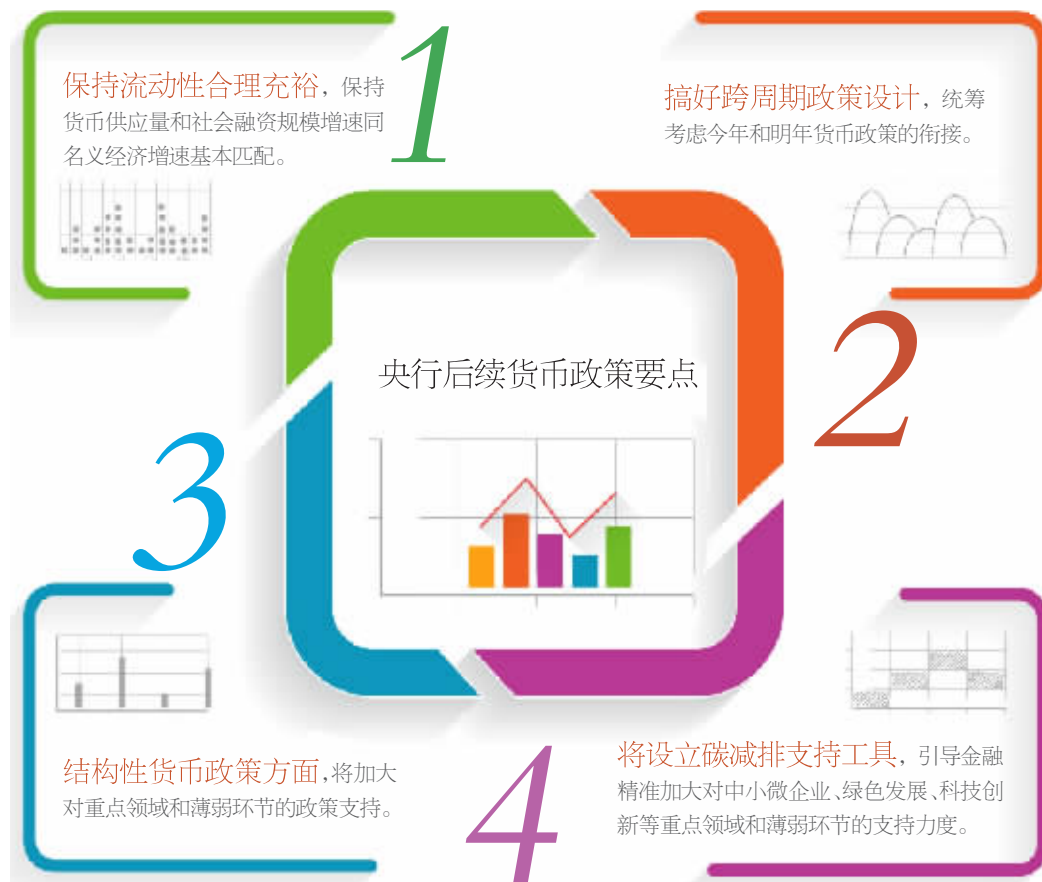 1
保持流动性合理充裕，保持
货币供应量和社会融资规模增速同
名义经济增速基本匹配。
搞好跨周期政策设计，统筹
考虑今年和明年货币政策的衔接。
2
央行后续货币政策要点
3
结构性货币政策方面，将加大
对重点领域和薄弱环节的政策支持。
4
将设立碳减排支持工具，引导金融
精准加大对中小微企业、绿色发展、科技创
新等重点领域和薄弱环节的支持力度。